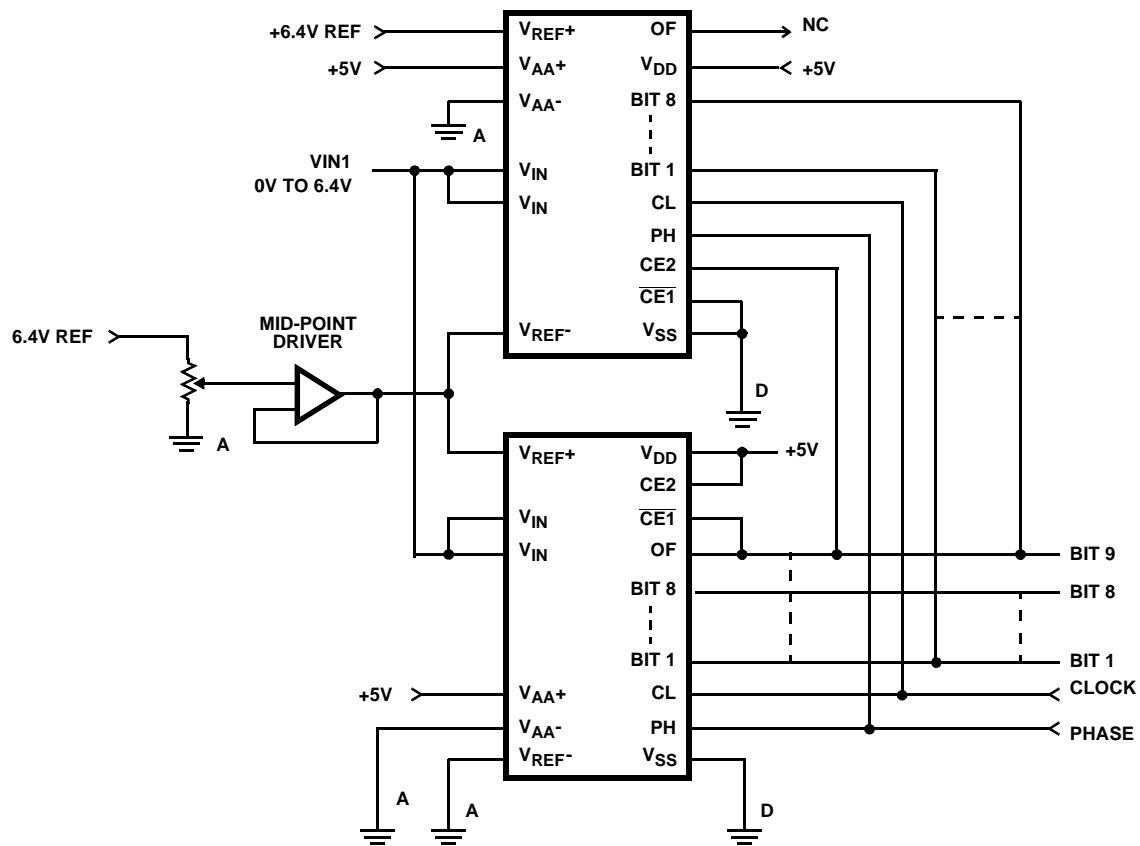 +6.4V REF
+5V
VREF+
VAA+
VAA-
A
VIN1
0V TO 6.4V
VIN
VIN
VREF-
OF
VDD
BIT 8
BIT 1
CL
PH
CE2
CE1
VSS
NC
+5V
D
6.4V REF
MID-POINT
DRIVER
A
VREF+
VIN
VIN
+5V
VAA+
VAA-
VREF-
A
A
VDD
CE2
CE1
OF
BIT 8
BIT 1
CL
PH
VSS
+5V
D
BIT 9
BIT 8
BIT 1
CLOCK
PHASE